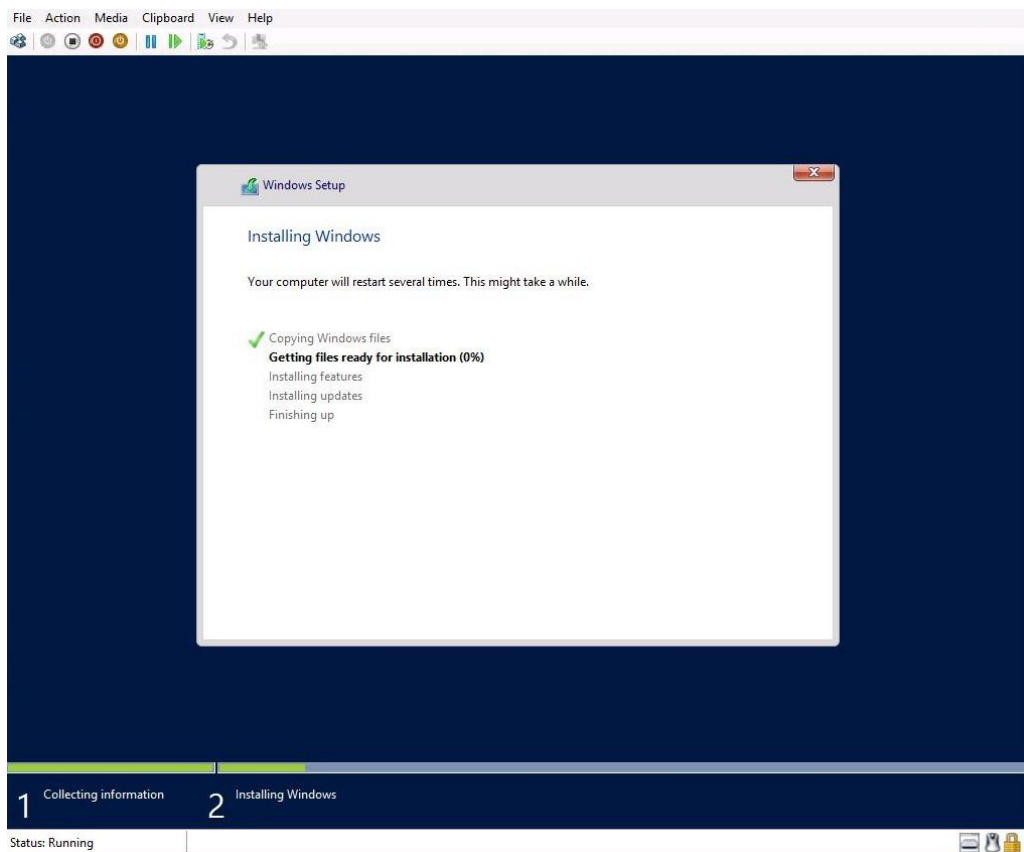 File Action Media Clipboard View Help
Windows Setup
Installing Windows
Your computer will restart several times. This might take a while.
Copying Windows files
Getting files ready for installation (0%)
Installing features
Installing updates
Finishing up
1 Collecting information 2 Installing Windows
Status: Running